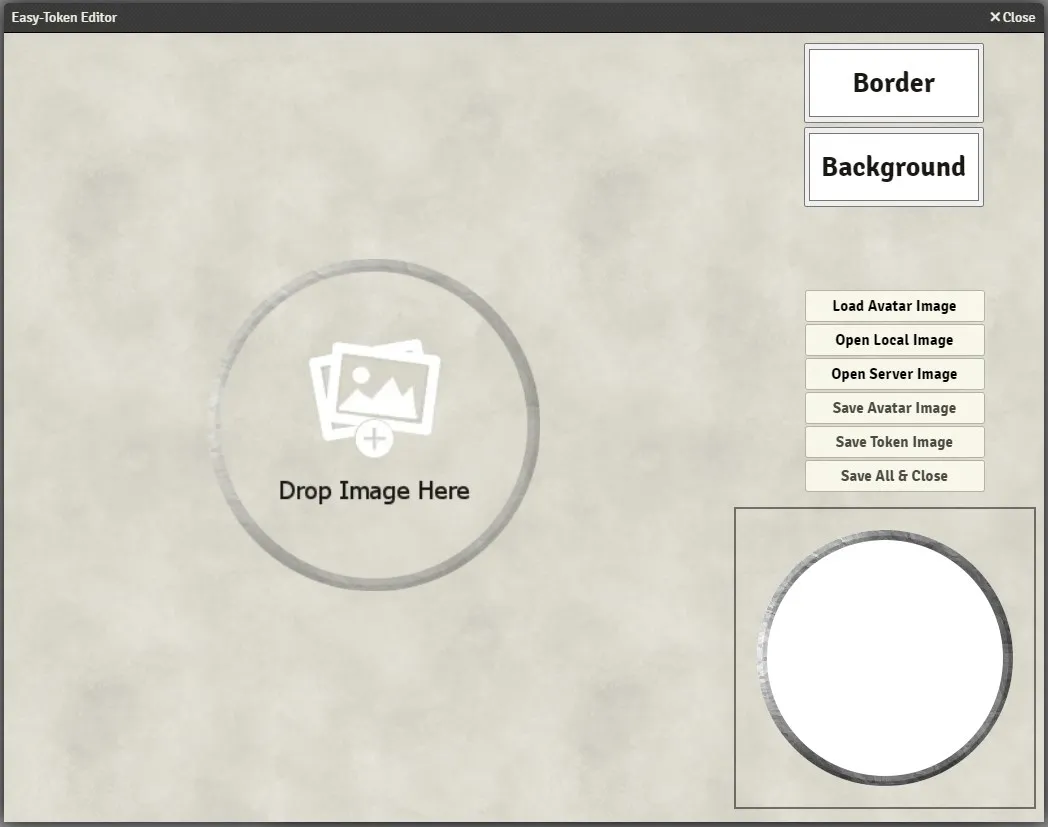 Easy-Token Editor
Close
Border
Background
Load Avatar Image
Open Local Image
Open Server Image
Save Avatar Image
Save Token Image
Save All & Close
Drop Image Here